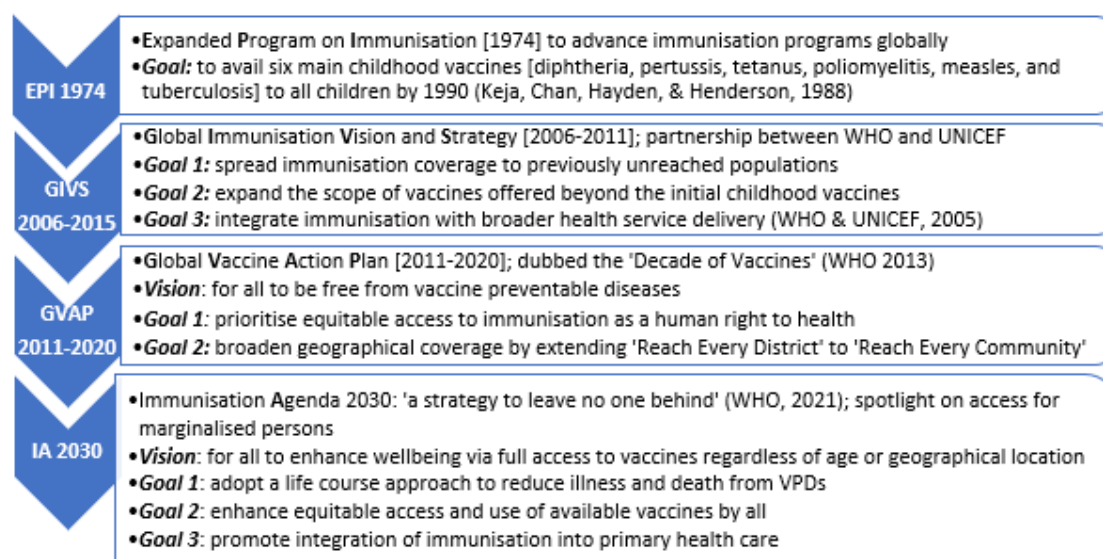 EPI 1974
•Expanded Program on Immunisation [1974] to advance immunisation programs globally
•Goal: to avail six main childhood vaccines [diphtheria, pertussis, tetanus, poliomyelitis, measles, and
tuberculosis] to all children by 1990 (Keja, Chan, Hayden, & Henderson, 1988)
GIVS
2006-2015
•Global Immunisation Vision and Strategy [2006-2011]; partnership between WHO and UNICEF
•Goal 1: spread immunisation coverage to previously unreached populations
•Goal 2: expand the scope of vaccines offered beyond the initial childhood vaccines
•Goal 3: integrate immunisation with broader health service delivery (WHO & UNICEF, 2005)
GVAP
2011-2020
•Global Vaccine Action Plan [2011-2020]; dubbed the 'Decade of Vaccines' (WHO 2013)
•Vision: for all to be free from vaccine preventable diseases
•Goal 1: prioritise equitable access to immunisation as a human right to health
•Goal 2: broaden geographical coverage by extending 'Reach Every District' to 'Reach Every Community'
IA 2030
•Immunisation Agenda 2030: 'a strategy to leave no one behind' (WHO, 2021); spotlight on access for
marginalised persons
•Vision: for all to enhance wellbeing via full access to vaccines regardless of age or geographical location
•Goal 1: adopt a life course approach to reduce illness and death from VPDs
•Goal 2: enhance equitable access and use of available vaccines by all
•Goal 3: promote integration of immunisation into primary health care